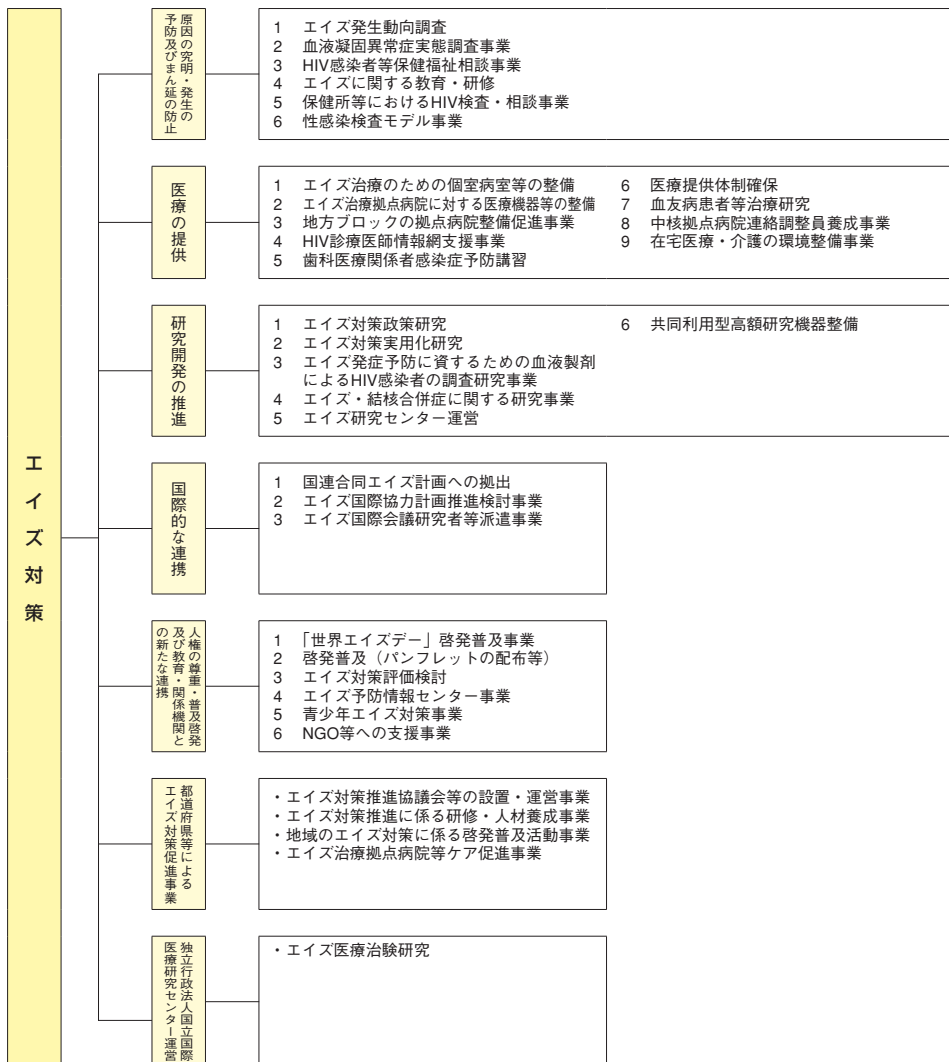 エイズ対策
原因の究明・発生の
予防及びまん延の防止
1 エイズ発生動向調査
2 血液凝固異常症実態調査事業
3 HIV感染者等保健福祉相談事業
4 エイズに関する教育・研修
5 保健所等におけるHIV検査・相談事業
6 性感染検査モデル事業
医療の提供
1 エイズ治療のための個室病室等の整備
2 エイズ治療拠点病院に対する医療機器等の整備
3 地方ブロックの拠点病院整備促進事業
4 HIV診療医師情報網支援事業
5 歯科医療関係者感染症予防講習
6 医療提供体制確保
7 血友病患者等治療研究
8 中核拠点病院連絡調整員養成事業
9 在宅医療・介護の環境整備事業
研究開発の推進
1 エイズ対策政策研究
2 エイズ対策実用化研究
3 エイズ発症予防に資するための血液製剤
によるHIV感染者の調査研究事業
4 エイズ・結核合併症に関する研究事業
5 エイズ研究センター運営
6 共同利用型高額研究機器整備
国際的な連携
1 国連合同エイズ計画への拠出
2 エイズ国際協力計画推進検討事業
3 エイズ国際会議研究者等派遣事業
人権の尊重・普及啓発
及び教育・関係機関と
の新たな連携
1 「世界エイズデー」啓発普及事業
2 啓発普及（パンフレットの配布等）
3 エイズ対策評価検討
4 エイズ予防情報センター事業
5 青少年エイズ対策事業
6 NGO等への支援事業
都道府県等による
エイズ対策促進事業
・エイズ対策推進協議会等の設置・運営事業
・エイズ対策推進に係る研修・人材養成事業
・地域のエイズ対策に係る啓発普及活動事業
・エイズ治療拠点病院等ケア促進事業
独立行政法人国立国際
医療研究センター運営
・エイズ医療治験研究